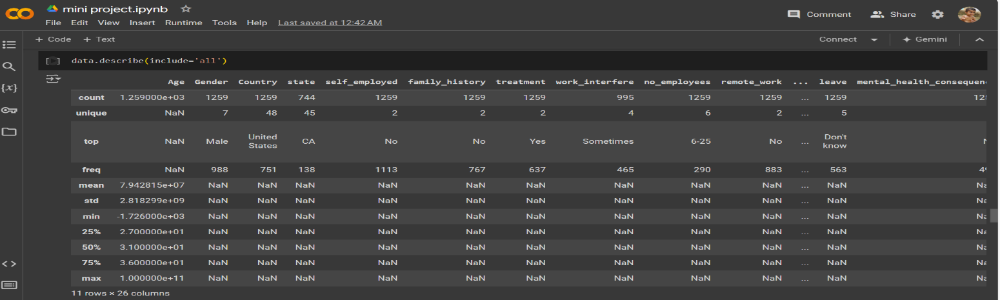 mini project.ipynb
File Edit View Insert Runtime Tools Help Last saved at 12:42 AM
Comment Share
+ Code + Text
Connect Gemini
data.describe(include='all')
Age Gender Country state self_employed family_history treatment work_interfere no_employees remote_work ... leave mental_health_consequen
count 1.259000e+03 1259 1259 744 1259 1259 1259 995 1259 1259 ... 1259 125
unique NaN 7 48 45 2 2 2 4 6 2 ... 5
top NaN Male United States CA No No Yes Sometimes 6-25 No ... Don't know N
freq NaN 988 751 138 1113 767 637 465 290 883 ... 563 49
mean 7.942815e+07 NaN NaN NaN NaN NaN NaN NaN NaN NaN ... NaN Na
std 2.818299e+09 NaN NaN NaN NaN NaN NaN NaN NaN NaN ... NaN Na
min -1.726000e+03 NaN NaN NaN NaN NaN NaN NaN NaN NaN ... NaN Na
25% 2.700000e+01 NaN NaN NaN NaN NaN NaN NaN NaN NaN ... NaN Na
50% 3.100000e+01 NaN NaN NaN NaN NaN NaN NaN NaN NaN ... NaN Na
75% 3.600000e+01 NaN NaN NaN NaN NaN NaN NaN NaN NaN ... NaN Na
max 1.000000e+11 NaN NaN NaN NaN NaN NaN NaN NaN NaN ... NaN Na
11 rows × 26 columns